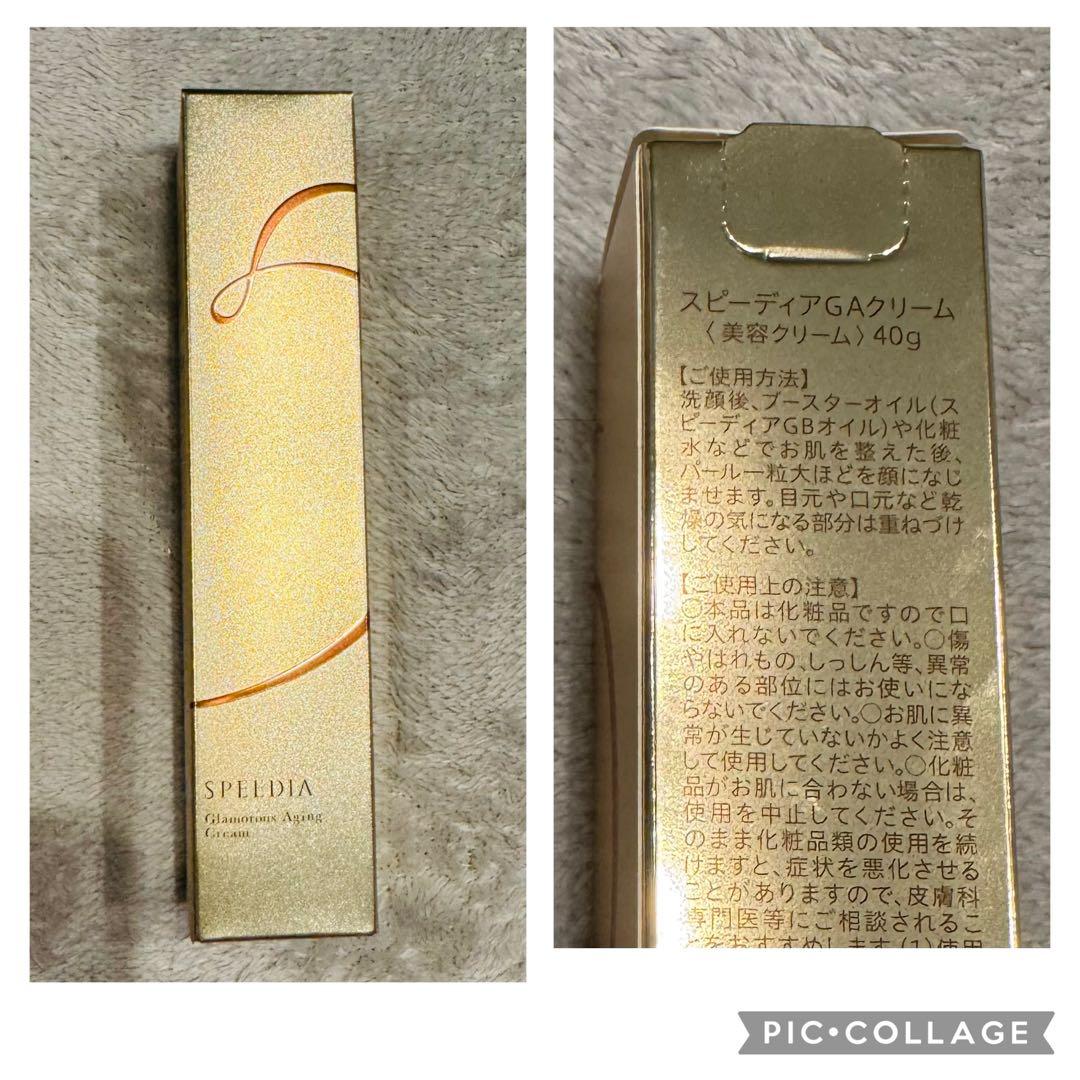 SPEEDIA
Glamorous Aging
Cream
スピーディアGAクリーム
〈美容クリーム〉40g
【ご使用方法】
洗顔後、ブースターオイル(ス
ピーディアGBオイル)や化粧
水などでお肌を整えた後、
パール一粒大ほどを顔になじ
ませます。目元や口元など乾
燥の気になる部分は重ねづけ
してください。
【ご使用上の注意】
○本品は化粧品ですので口
に入れないでください。○傷
やはれもの、しっしん等、異常
のある部位にはお使いにな
らないでください。○お肌に異
常が生じていないかよく注意
して使用してください。○化粧
品がお肌に合わない場合は、
使用を中止してください。そ
のまま化粧品類の使用を続
けますと、症状を悪化させる
ことがありますので、皮膚科
専門医等にご相談されるこ
とをおすすめします。(1)使用
PIC•COLLAGE